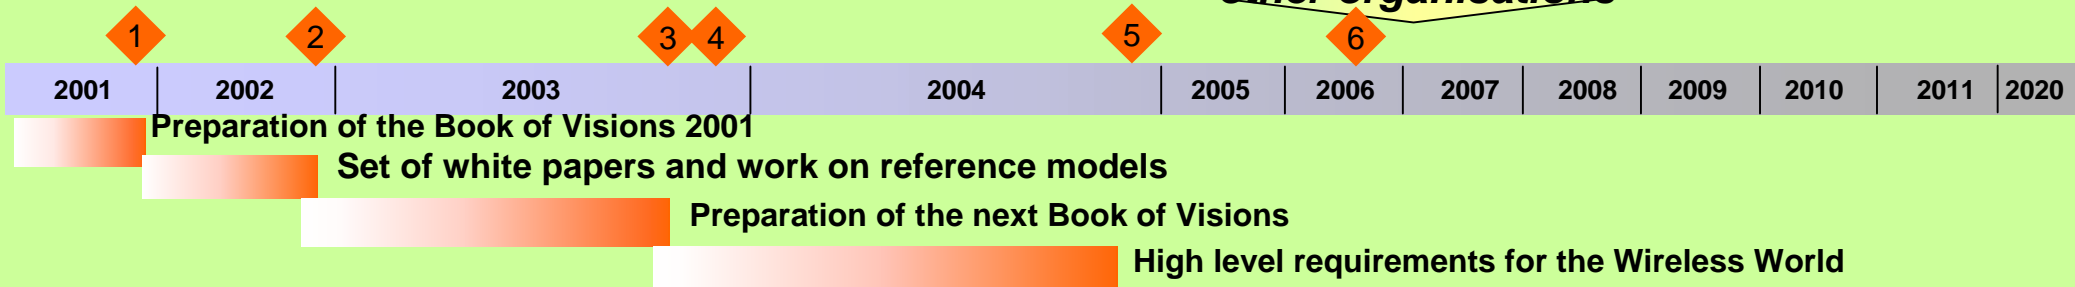 other organisations
1 2 3 4 5 6
2001 2002 2003 2004 2005 2006 2007 2008 2009 2010 2011 2020
Preparation of the Book of Visions 2001
Set of white papers and work on reference models
Preparation of the next Book of Visions
High level requirements for the Wireless World